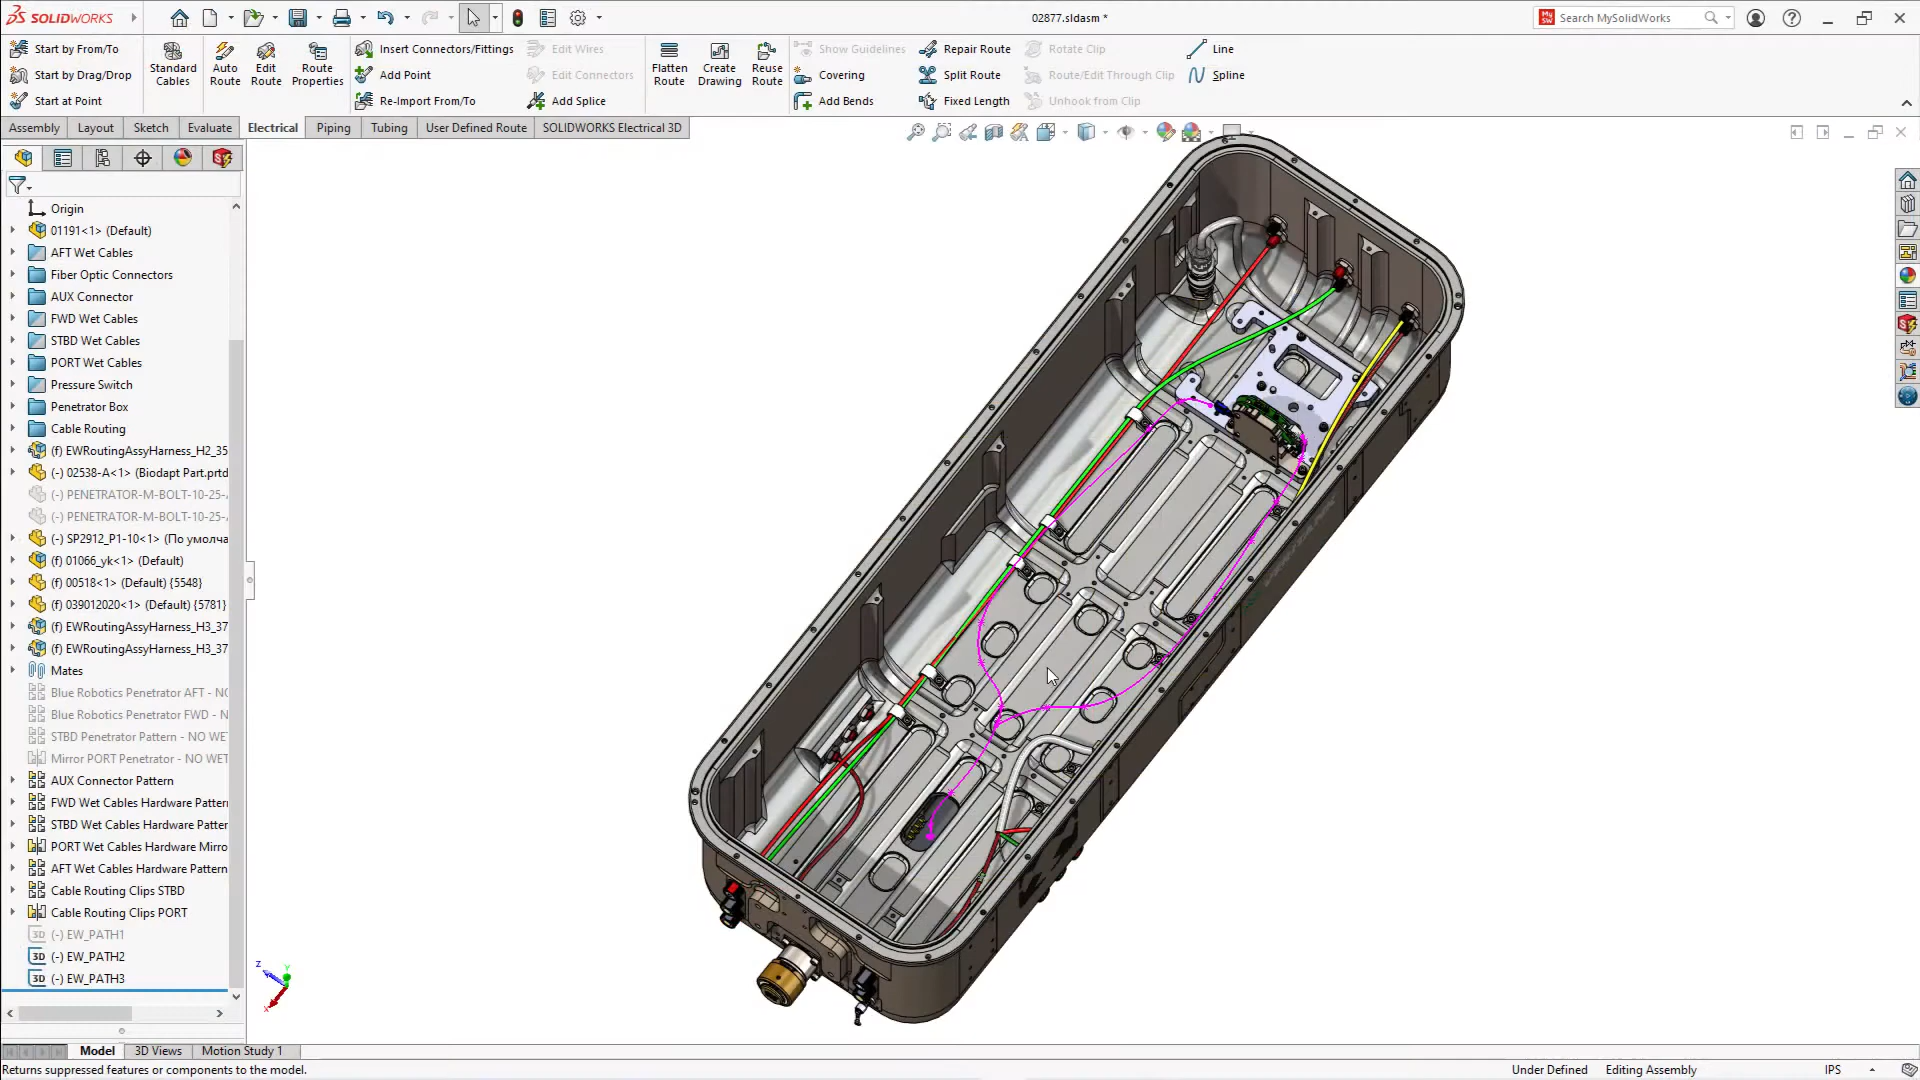 SOLIDWORKS
02877.sldasm *
Search MySolidWorks
Start by From/To
Start by Drag/Drop
Start at Point
Standard Cables
Auto Route
Edit Route
Route Properties
Insert Connectors/Fittings
Add Point
Re-Import From/To
Edit Wires
Edit Connectors
Add Splice
Flatten Route
Create Drawing
Reuse Route
Show Guidelines
Covering
Add Bends
Repair Route
Split Route
Fixed Length
Rotate Clip
Route/Edit Through Clip
Unhook from Clip
Line
Spline
Assembly
Layout
Sketch
Evaluate
Electrical
Piping
Tubing
User Defined Route
SOLIDWORKS Electrical 3D
Origin
01191<1> (Default)
AFT Wet Cables
Fiber Optic Connectors
AUX Connector
FWD Wet Cables
STBD Wet Cables
PORT Wet Cables
Pressure Switch
Penetrator Box
Cable Routing
(f) EWRoutingAssyHarness_H2_35
(-) 02538-A<1> (Biodapt Part.prtd
(-) PENETRATOR-M-BOLT-10-25-
(-) PENETRATOR-M-BOLT-10-25-
(-) SP2912_P1-10<1> (По умолча
(f) 01066_yk<1> (Default)
(f) 00518<1> (Default) {5548}
(f) 039012020<1> (Default) {5781}
(f) EWRoutingAssyHarness_H3_37
(f) EWRoutingAssyHarness_H3_37
Mates
Blue Robotics Penetrator AFT - NO
Blue Robotics Penetrator FWD - NO
STBD Penetrator Pattern - NO WET
Mirror PORT Penetrator - NO WET
AUX Connector Pattern
FWD Wet Cables Hardware Pattern
STBD Wet Cables Hardware Patter
PORT Wet Cables Hardware Mirro
AFT Wet Cables Hardware Pattern
Cable Routing Clips STBD
Cable Routing Clips PORT
3D (-) EW_PATH1
3D (-) EW_PATH2
3D (-) EW_PATH3
Z
Y
X
Model
3D Views
Motion Study 1
Returns suppressed features or components to the model.
Under Defined
Editing Assembly
IPS